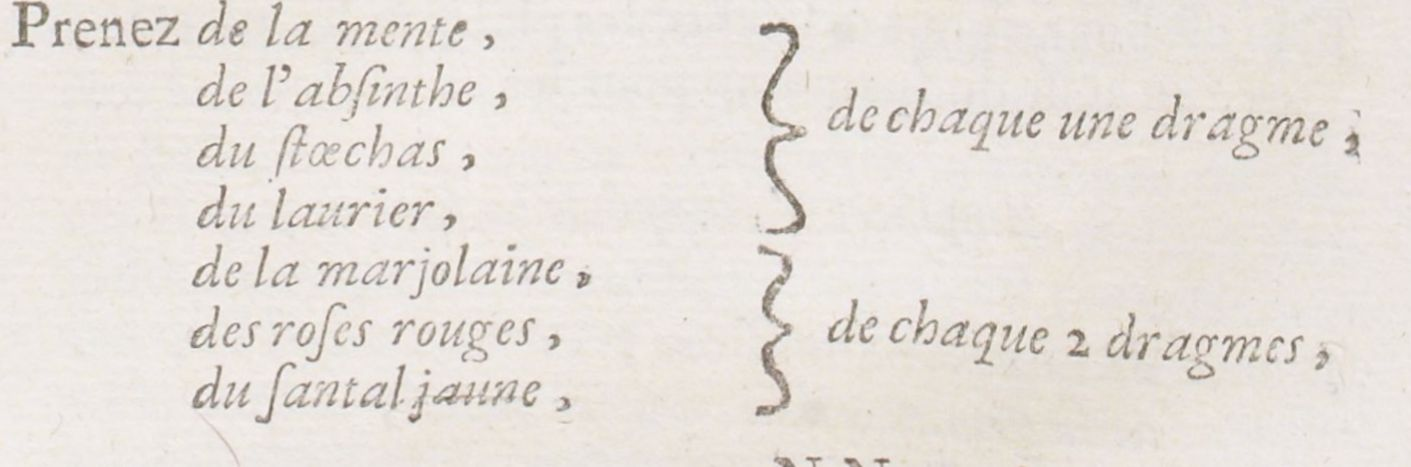 Prenez de la mente,
de l'abſinthe,
du ſtœchas,
du laurier,
de chaque une dragme;
de la marjolaine,
des roſes rouges,
du ſantal jaune,
de chaque 2 dragmes,